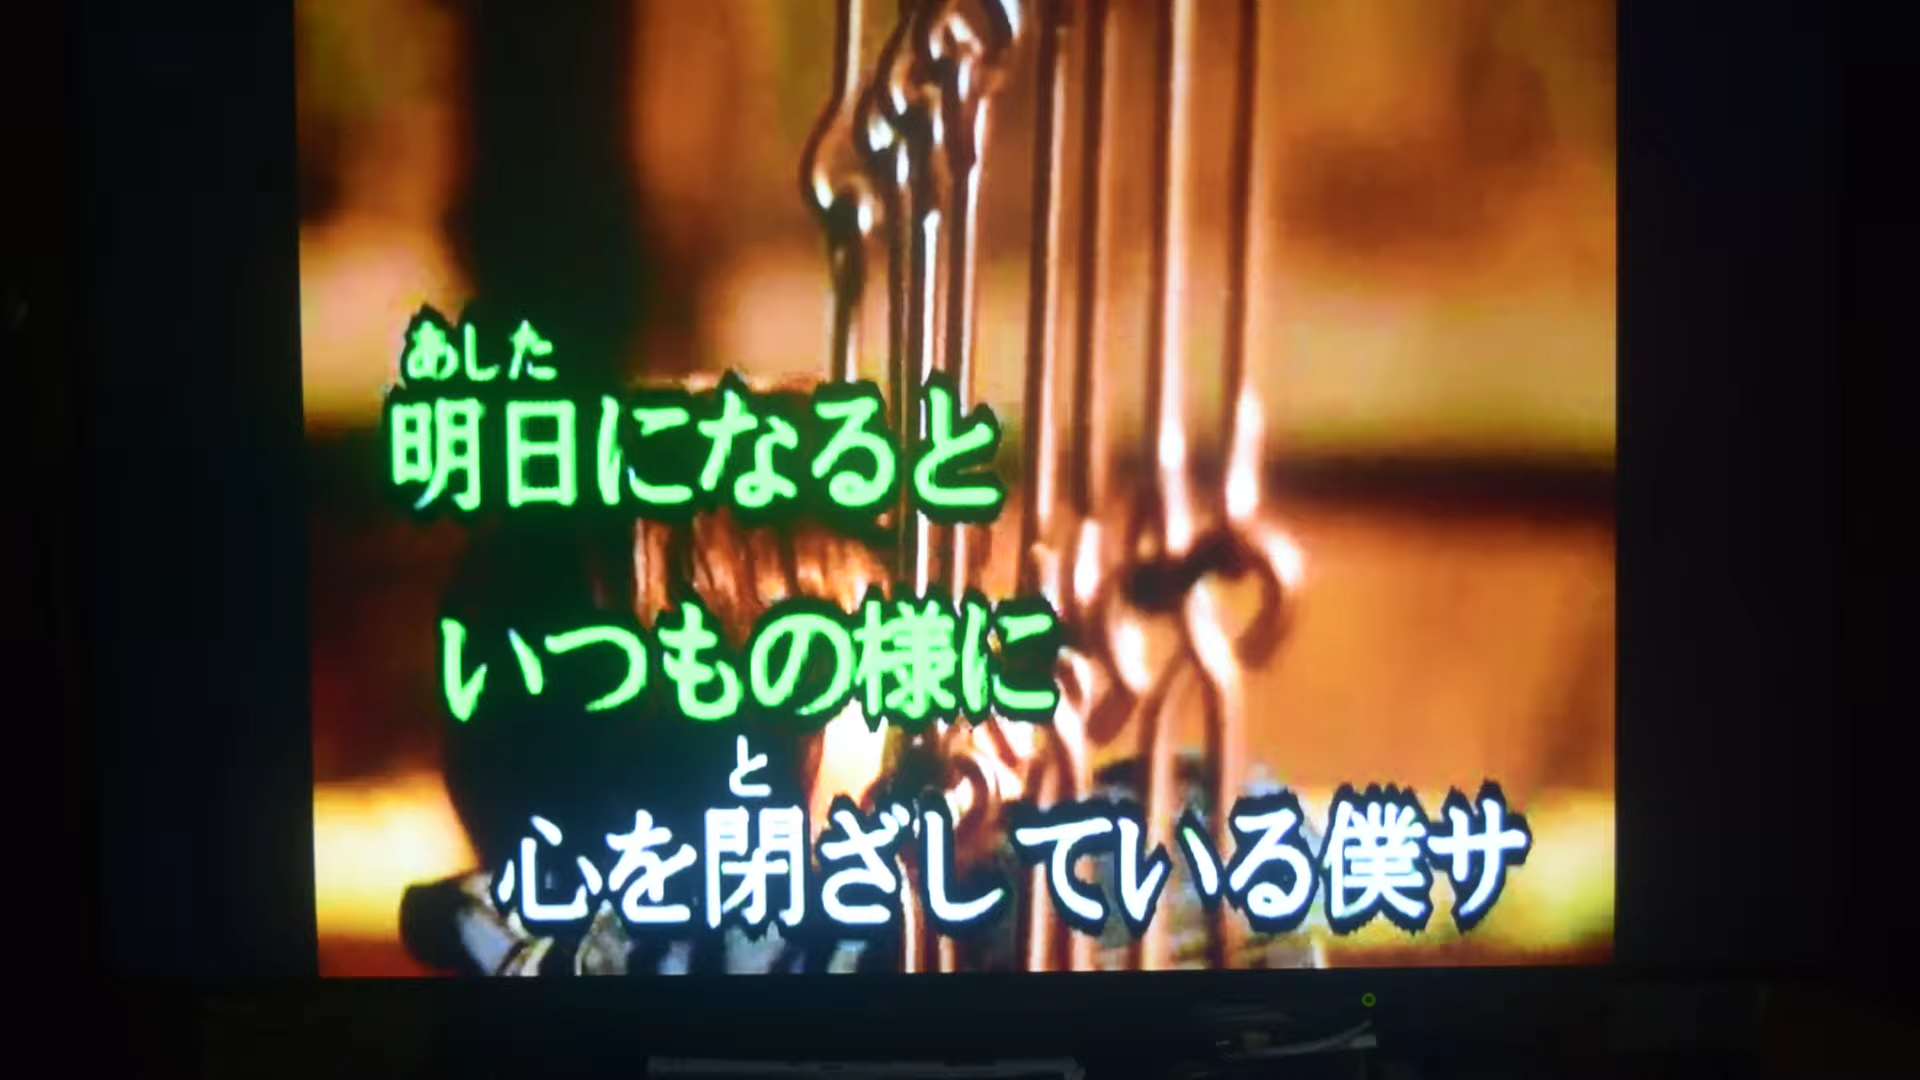 あした
明日になると
いつもの様に
と
心を閉ざしている僕サ